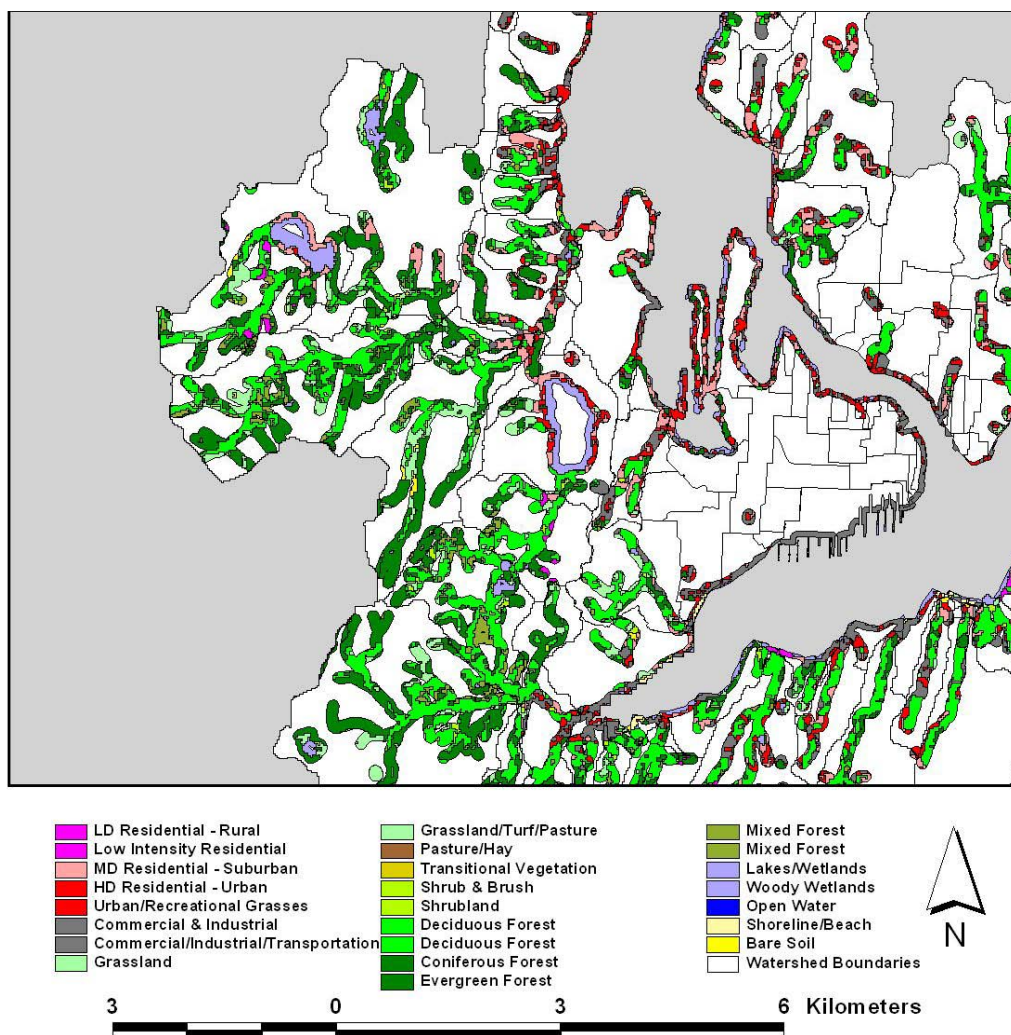 LD Residential - Rural
Low Intensity Residential
MD Residential - Suburban
HD Residential - Urban
Urban/Recreational Grasses
Commercial & Industrial
Commercial/Industrial/Transportation
Grassland
Grassland/Turf/Pasture
Pasture/Hay
Transitional Vegetation
Shrub & Brush
Shrubland
Deciduous Forest
Deciduous Forest
Coniferous Forest
Evergreen Forest
Mixed Forest
Mixed Forest
Lakes/Wetlands
Woody Wetlands
Open Water
Shoreline/Beach
Bare Soil
Watershed Boundaries
N
3 0 3 6 Kilometers